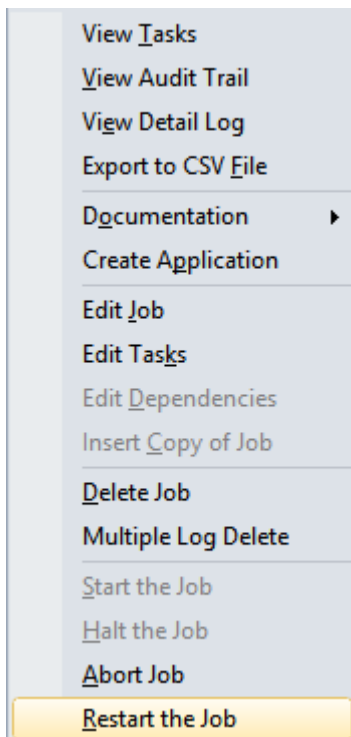 View Tasks
View Audit Trail
View Detail Log
Export to CSV File
Documentation
Create Application
Edit Job
Edit Tasks
Edit Dependencies
Insert Copy of Job
Delete Job
Multiple Log Delete
Start the Job
Halt the Job
Abort Job
Restart the Job